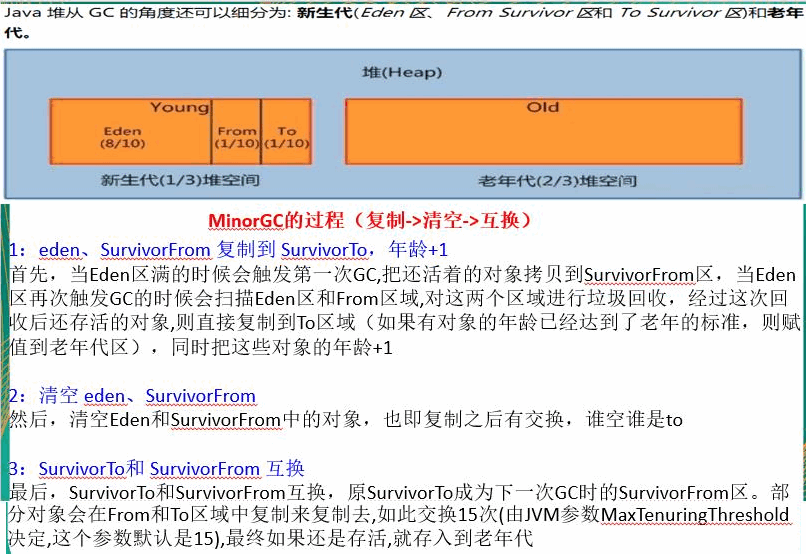 Java 堆从 GC 的角度还可以细分为: 新生代(Eden 区、From Survivor 区和 To Survivor 区)和老年
代。
堆(Heap)
Young
Old
Eden
(8/10)
From
(1/10)
To
(1/10)
新生代(1/3)堆空间
老年代(2/3)堆空间
MinorGC的过程（复制->清空->互换）
1：eden、SurvivorFrom 复制到 SurvivorTo，年龄+1
首先，当Eden区满的时候会触发第一次GC,把还活着的对象拷贝到SurvivorFrom区，当Eden
区再次触发GC的时候会扫描Eden区和From区域,对这两个区域进行垃圾回收，经过这次回
收后还存活的对象,则直接复制到To区域（如果有对象的年龄已经达到了老年的标准，则赋
值到老年代区），同时把这些对象的年龄+1
2：清空 eden、SurvivorFrom
然后，清空Eden和SurvivorFrom中的对象，也即复制之后有交换，谁空谁是to
3：SurvivorTo和 SurvivorFrom 互换
最后，SurvivorTo和SurvivorFrom互换，原SurvivorTo成为下一次GC时的SurvivorFrom区。部
分对象会在From和To区域中复制来复制去,如此交换15次(由JVM参数MaxTenuringThreshold
决定,这个参数默认是15),最终如果还是存活,就存入到老年代